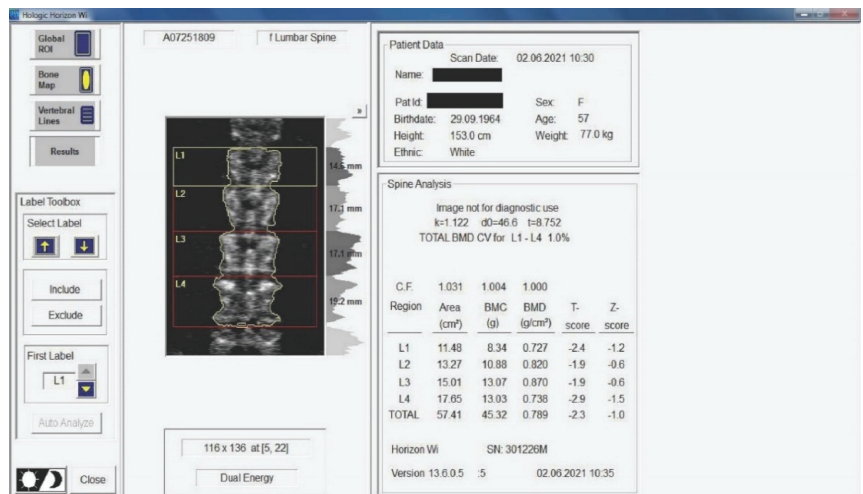 Hologic Horizon Wi
Global ROI
Bone Map
Vertebral Lines
Results
Label Toolbox
Select Label
Include
Exclude
First Label
L1
Auto Analyze
Close
A07251809 f Lumbar Spine
»
L1 14.5 mm
L2 17.1 mm
L3 17.1 mm
L4 19.2 mm
116 x 136 at [5, 22]
Dual Energy
Patient Data
Scan Date: 02.06.2021 10:30
Name:
Pat Id: Sex: F
Birthdate: 29.09.1964 Age: 57
Height: 153.0 cm Weight: 77.0 kg
Ethnic: White
Spine Analysis
Image not for diagnostic use
k=1.122 d0=46.6 t=8.752
TOTAL BMD CV for L1 - L4 1.0%
C.F. 1.031 1.004 1.000
Region Area BMC BMD T- Z-
(cm²) (g) (g/cm²) score score
L1 11.48 8.34 0.727 -2.4 -1.2
L2 13.27 10.88 0.820 -1.9 -0.6
L3 15.01 13.07 0.870 -1.9 -0.6
L4 17.65 13.03 0.738 -2.9 -1.5
TOTAL 57.41 45.32 0.789 -2.3 -1.0
Horizon Wi SN: 301226M
Version 13.6.0.5 :5 02.06.2021 10:35